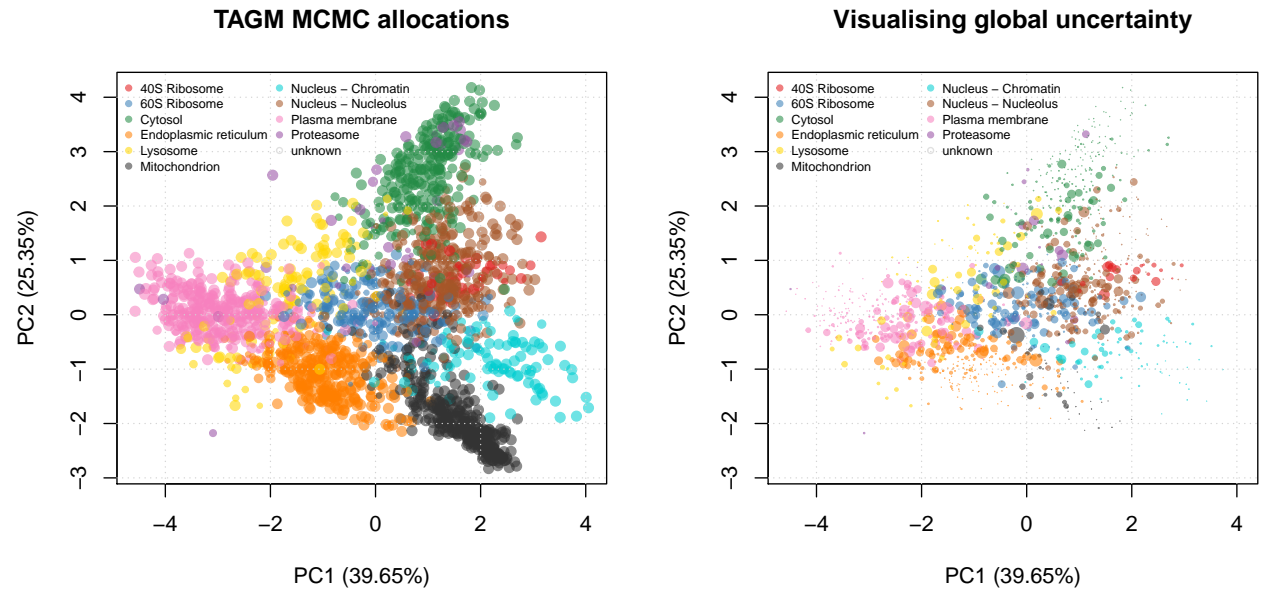 TAGM MCMC allocations
40S Ribosome
60S Ribosome
Cytosol
Endoplasmic reticulum
Lysosome
Mitochondrion
Nucleus − Chromatin
Nucleus − Nucleolus
Plasma membrane
Proteasome
unknown
4
3
2
1
0
−1
−2
−3
PC2 (25.35%)
−4
−2
0
2
4
PC1 (39.65%)
Visualising global uncertainty
40S Ribosome
60S Ribosome
Cytosol
Endoplasmic reticulum
Lysosome
Mitochondrion
Nucleus − Chromatin
Nucleus − Nucleolus
Plasma membrane
Proteasome
unknown
4
3
2
1
0
−1
−2
−3
PC2 (25.35%)
−4
−2
0
2
4
PC1 (39.65%)